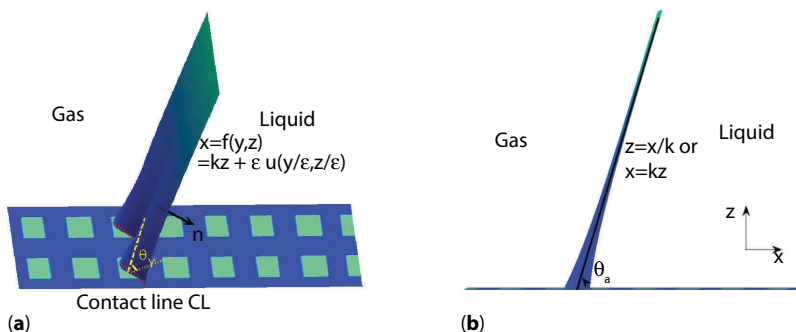 Gas
Liquid
x=f(y,z)
=kz + ε u(y/ε,z/ε)
n
θ
Contact line CL
(a)
Gas
Liquid
z=x/k or
x=kz
z
x
θa
(b)